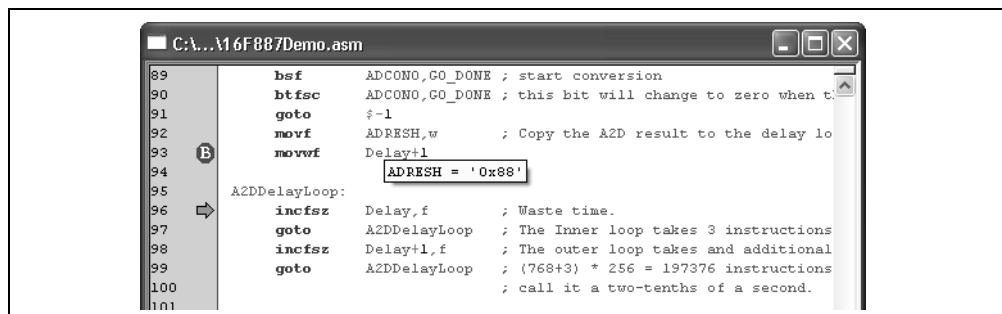 C:\...\16F887Demo.asm
89 bsf ADCON0,GO_DONE ; start conversion
90 btfsc ADCON0,GO_DONE ; this bit will change to zero when t
91 goto $-1
92 movf ADRESH,w ; Copy the A2D result to the delay lo
93 B movwf Delay+1
94 ADRESH = '0x88'
95 A2DDelayLoop:
96 incfsz Delay,f ; Waste time.
97 goto A2DDelayLoop ; The Inner loop takes 3 instructions
98 incfsz Delay+1,f ; The outer loop takes and additional
99 goto A2DDelayLoop ; (768+3) * 256 = 197376 instructions
100 ; call it a two-tenths of a second.
101